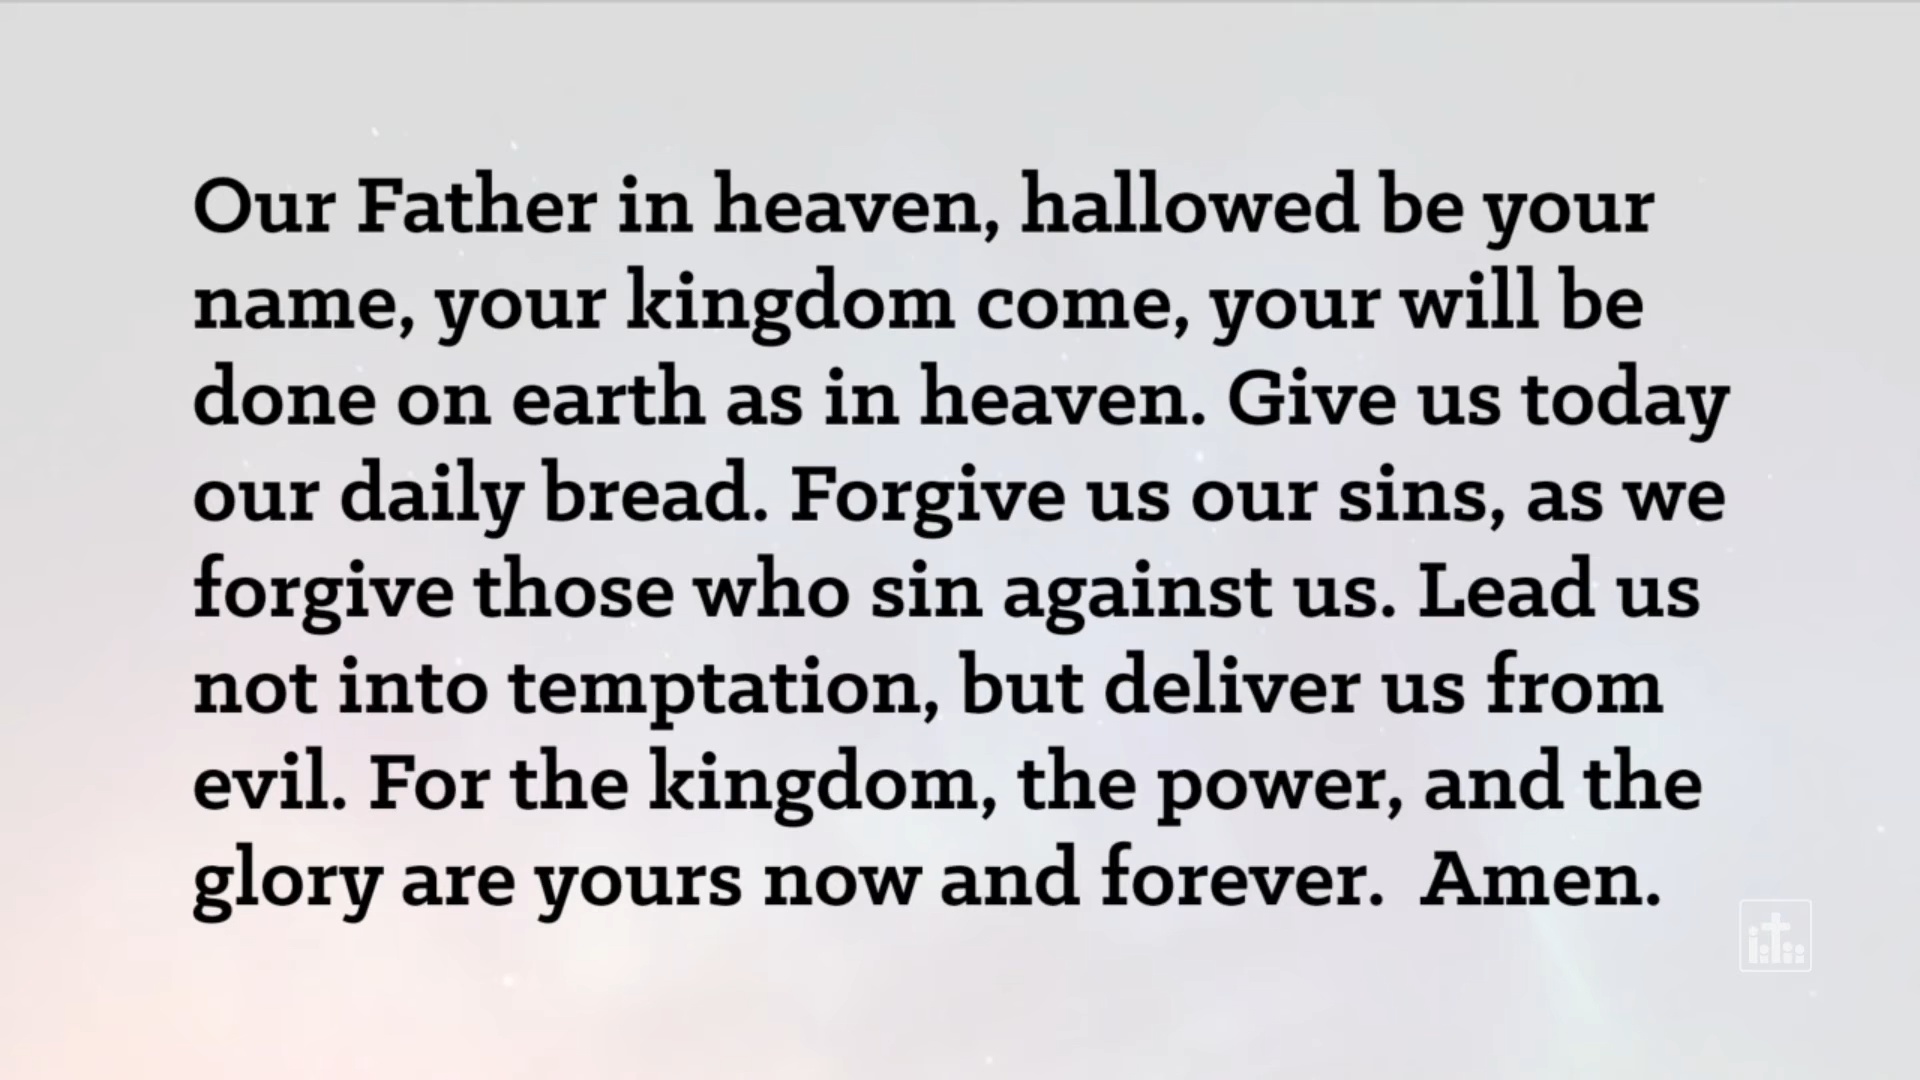 Our Father in heaven, hallowed be your
name, your kingdom come, your will be
done on earth as in heaven. Give us today
our daily bread. Forgive us our sins, as we
forgive those who sin against us. Lead us
not into temptation, but deliver us from
evil. For the kingdom, the power, and the
glory are yours now and forever.  Amen.